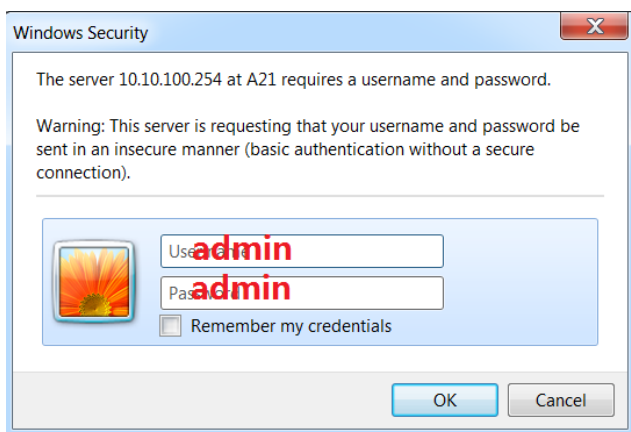 Windows Security
The server 10.10.100.254 at A21 requires a username and password.
Warning: This server is requesting that your username and password be
sent in an insecure manner (basic authentication without a secure
connection).
Username
admin
Password
admin
Remember my credentials
OK
Cancel